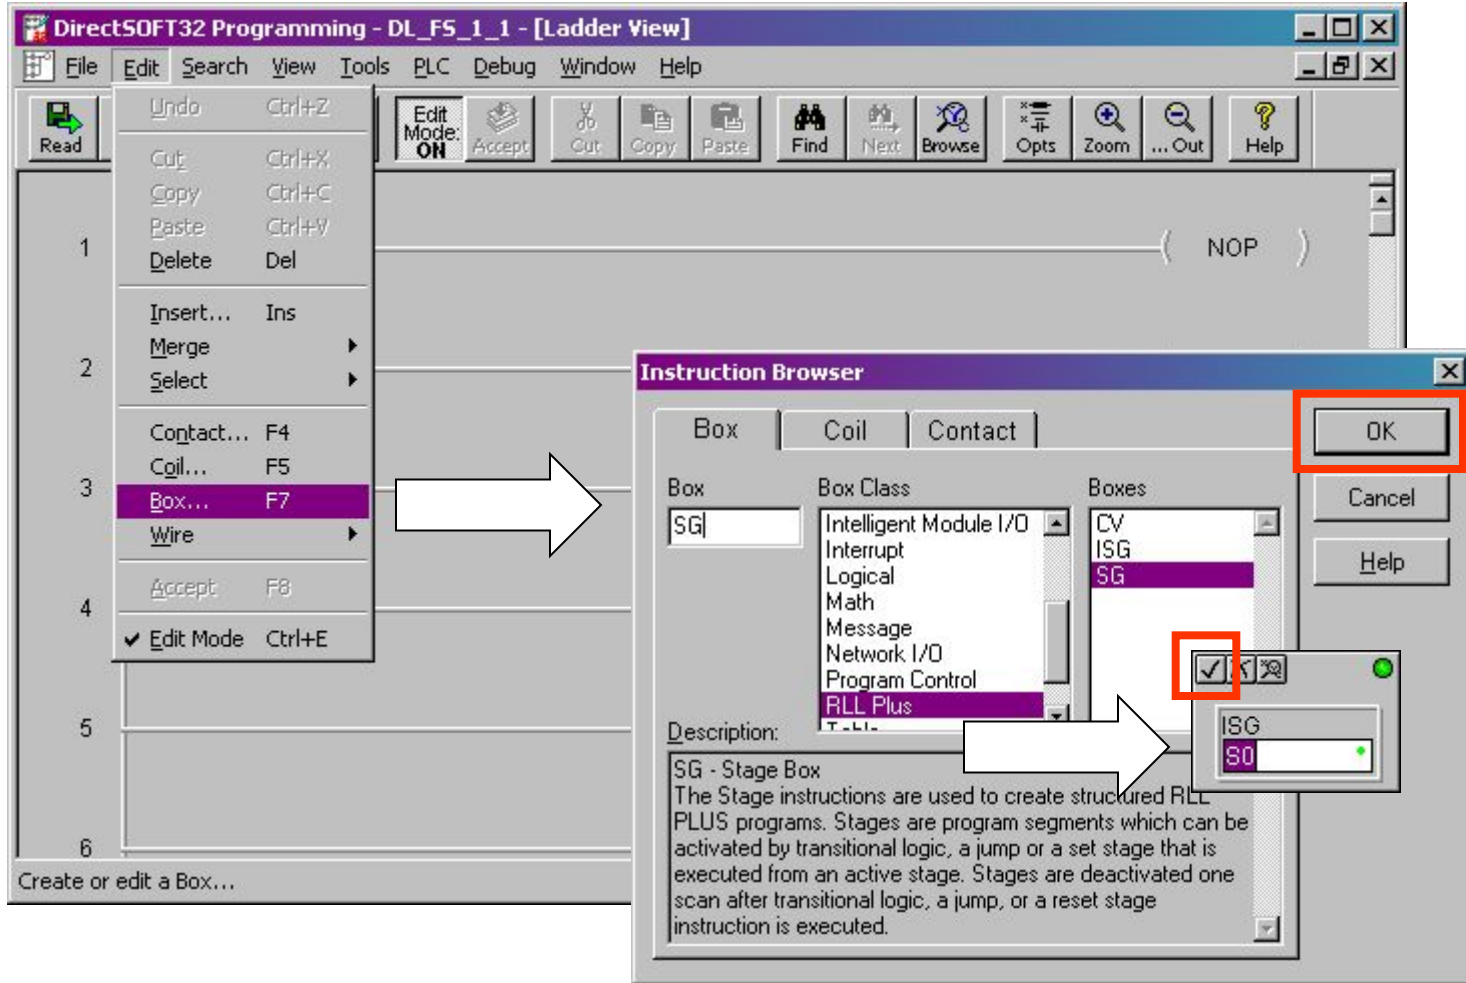 DirectSOFT32 Programming - DL_FS_1_1 - [Ladder View]
File Edit Search View Tools PLC Debug Window Help
Read
Edit Mode: ON
Accept
Cut
Copy
Paste
Find
Next
Browse
Opts
Zoom
... Out
Help
Undo Ctrl+Z
Cut Ctrl+X
Copy Ctrl+C
Paste Ctrl+V
Delete Del
Insert... Ins
Merge
Select
Contact... F4
Coil... F5
Box... F7
Wire
Accept F8
Edit Mode Ctrl+E
1
NOP
2
3
4
5
6
Create or edit a Box...
Instruction Browser
Box Coil Contact
OK
Cancel
Help
Box
SG
Box Class
Intelligent Module I/O
Interrupt
Logical
Math
Message
Network I/O
Program Control
RLL Plus
Table
Boxes
CV
ISG
SG
ISG
S0
Description:
SG - Stage Box
The Stage instructions are used to create structured RLL
PLUS programs. Stages are program segments which can be
activated by transitional logic, a jump or a set stage that is
executed from an active stage. Stages are deactivated one
scan after transitional logic, a jump, or a reset stage
instruction is executed.